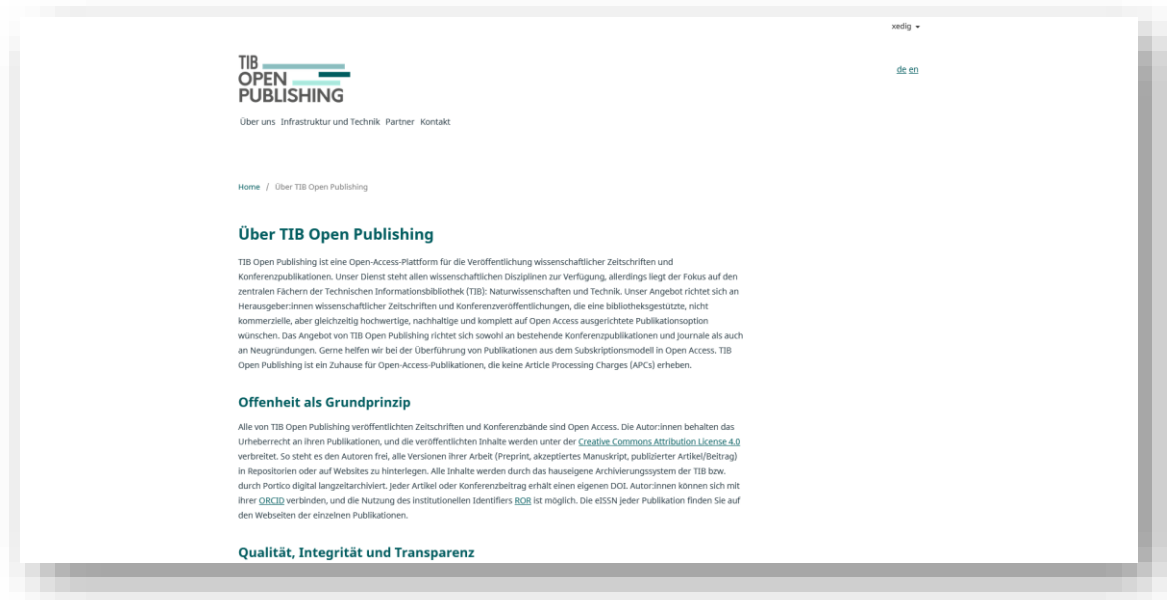 xedig
TIB
OPEN
PUBLISHING
de en
Über uns Infrastruktur und Technik Partner Kontakt
Home / Über TIB Open Publishing
Über TIB Open Publishing
TIB Open Publishing ist eine Open-Access-Plattform für die Veröffentlichung wissenschaftlicher Zeitschriften und
Konferenzpublikationen. Unser Dienst steht allen wissenschaftlichen Disziplinen zur Verfügung, allerdings liegt der Fokus auf den
zentralen Fächern der Technischen Informationsbibliothek (TIB): Naturwissenschaften und Technik. Unser Angebot richtet sich an
Herausgeber:innen wissenschaftlicher Zeitschriften und Konferenzveröffentlichungen, die eine bibliotheksgestützte, nicht
kommerzielle, aber gleichzeitig hochwertige, nachhaltige und komplett auf Open Access ausgerichtete Publikationsoption
wünschen. Das Angebot von TIB Open Publishing richtet sich sowohl an bestehende Konferenzpublikationen und Journale als auch
an Neugründungen. Gerne helfen wir bei der Überführung von Publikationen aus dem Subskriptionsmodell in Open Access. TIB
Open Publishing ist ein Zuhause für Open-Access-Publikationen, die keine Article Processing Charges (APCs) erheben.
Offenheit als Grundprinzip
Alle von TIB Open Publishing veröffentlichten Zeitschriften und Konferenzbände sind Open Access. Die Autor:innen behalten das
Urheberrecht an ihren Publikationen, und die veröffentlichten Inhalte werden unter der Creative Commons Attribution License 4.0
verbreitet. So steht es den Autoren frei, alle Versionen ihrer Arbeit (Preprint, akzeptiertes Manuskript, publizierter Artikel/Beitrag)
in Repositorien oder auf Websites zu hinterlegen. Alle Inhalte werden durch das hauseigene Archivierungssystem der TIB bzw.
durch Portico digital langzeitarchiviert. Jeder Artikel oder Konferenzbeitrag erhält einen eigenen DOI. Autor:innen können sich mit
ihrer ORCID verbinden, und die Nutzung des institutionellen Identifiers ROR ist möglich. Die eISSN jeder Publikation finden Sie auf
den Webseiten der einzelnen Publikationen.
Qualität, Integrität und Transparenz